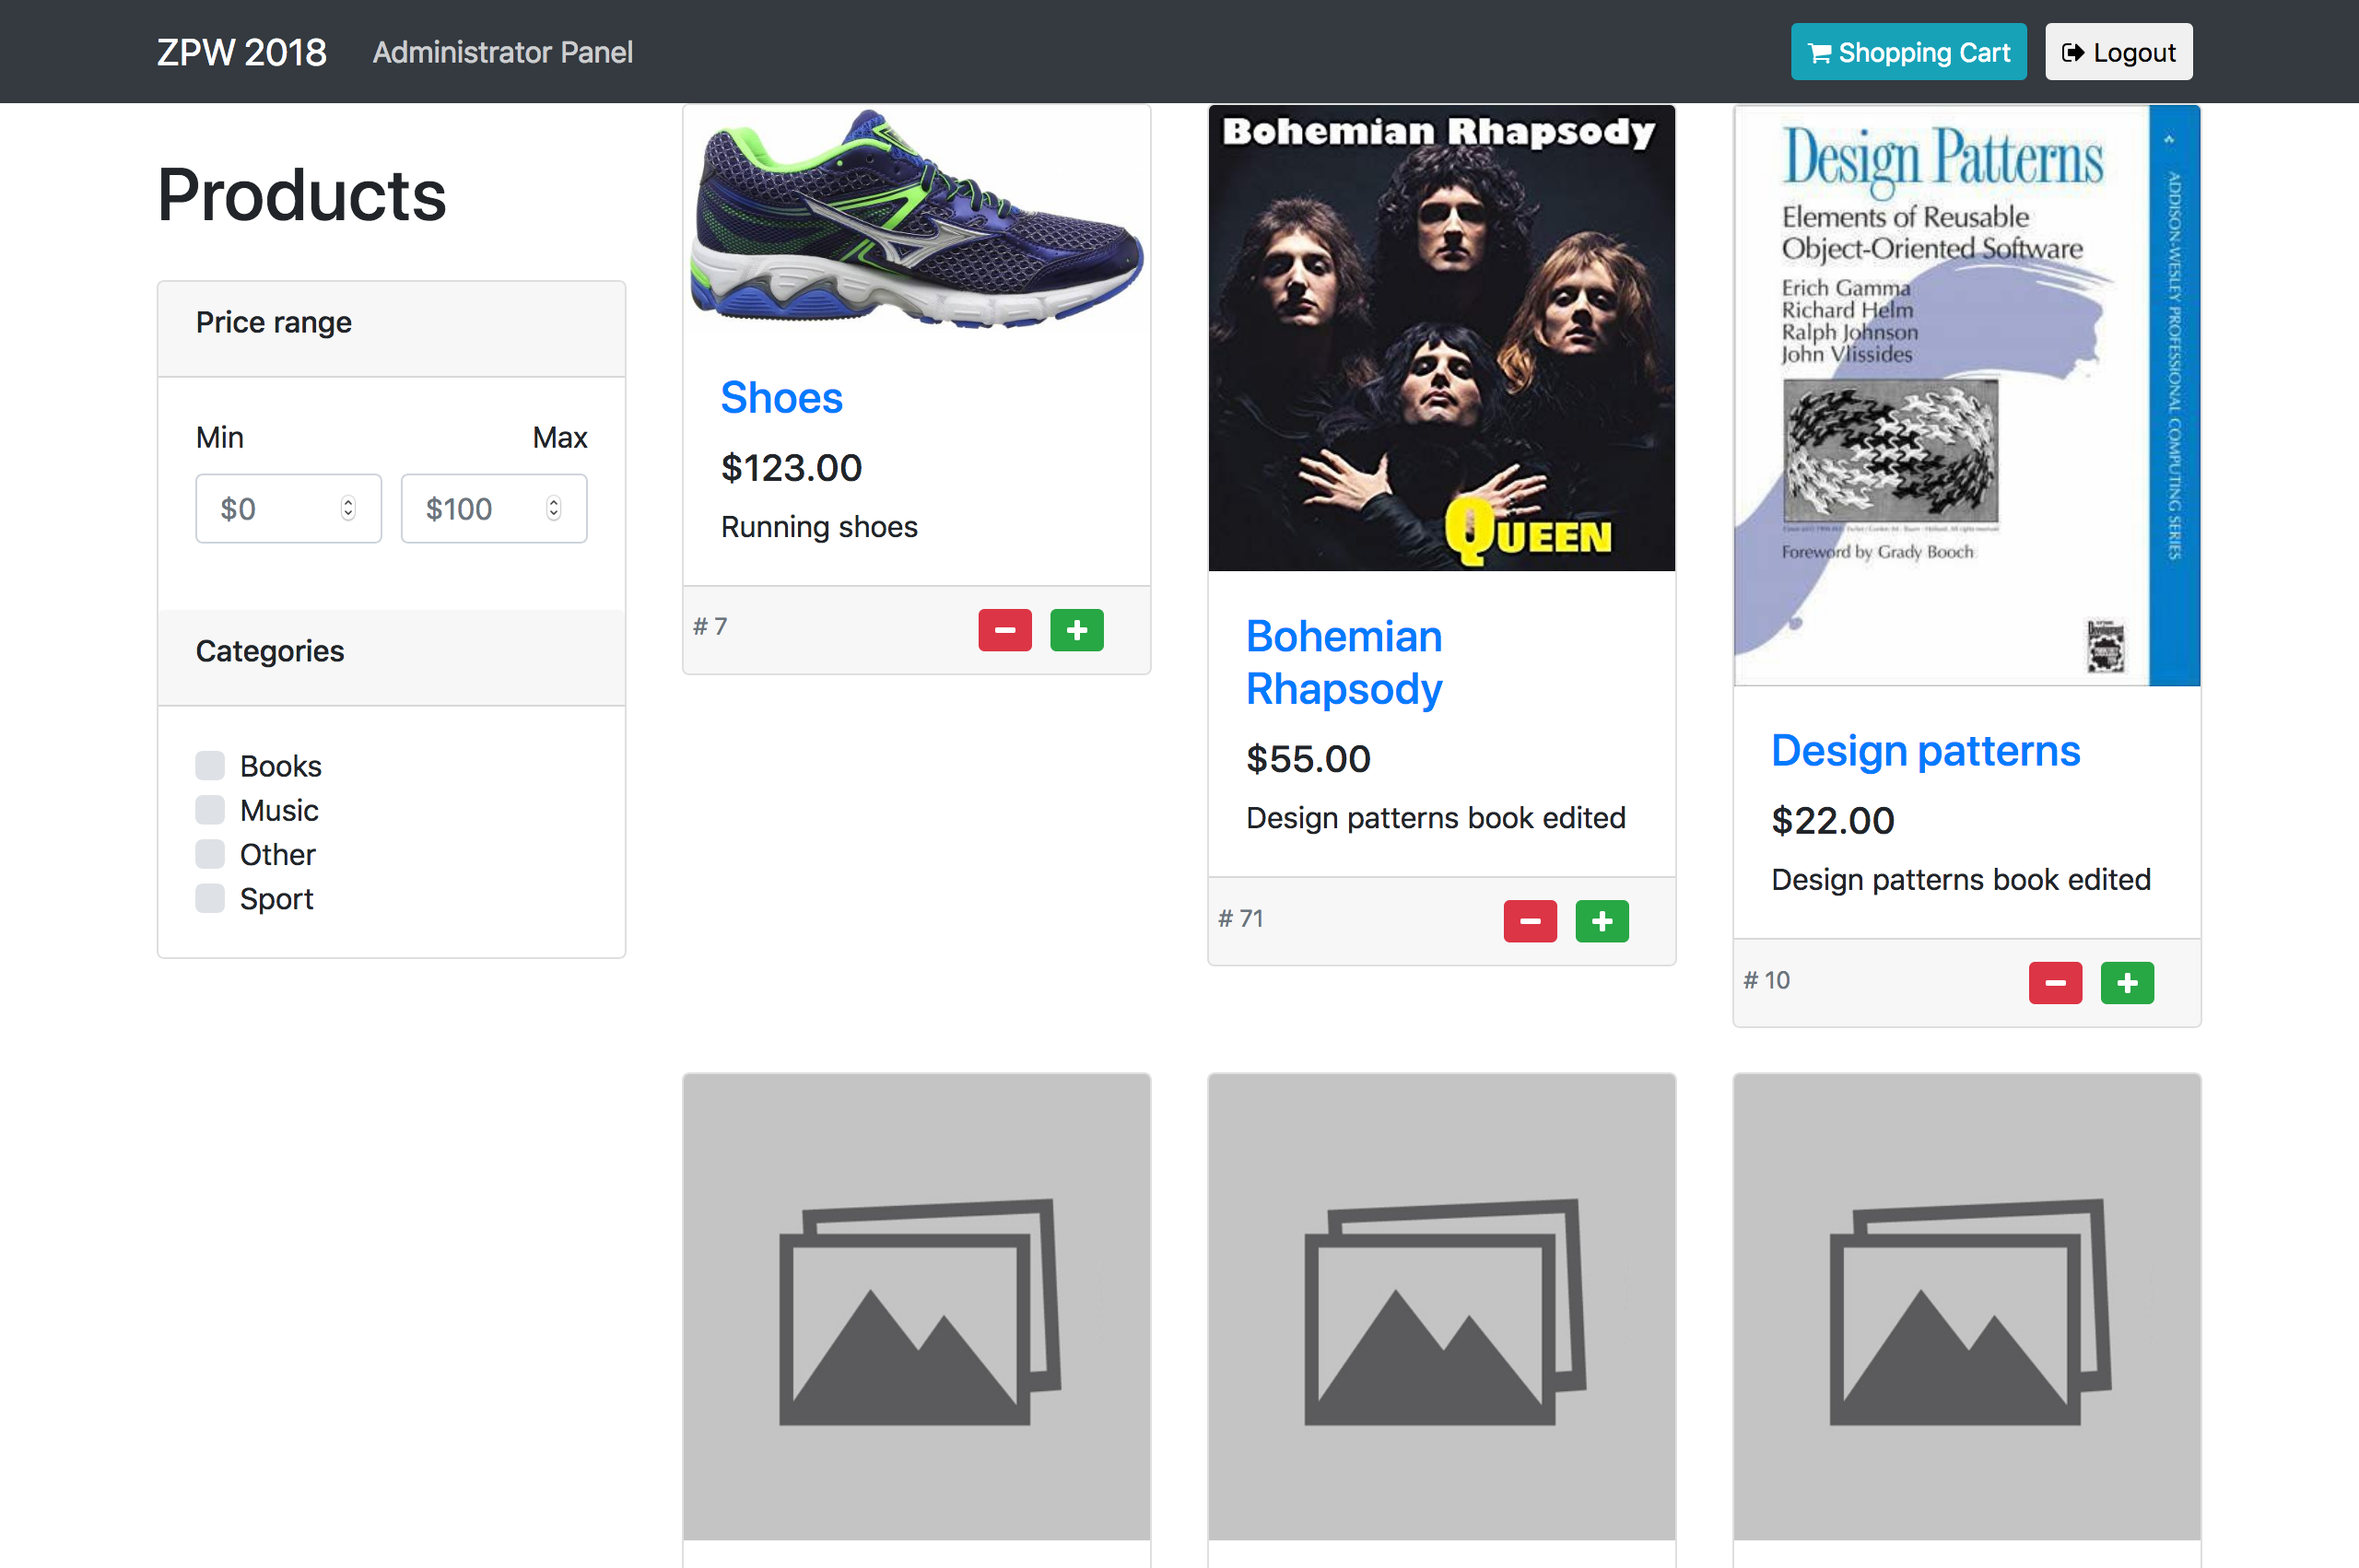 ZPW 2018
Administrator Panel
Shopping Cart
Logout
Products
Price range
Min
Max
$0
$100
Categories
Books
Music
Other
Sport
Shoes
$123.00
Running shoes
# 7
Bohemian Rhapsody
QUEEN
Bohemian
Rhapsody
$55.00
Design patterns book edited
# 71
Design Patterns
Elements of Reusable
Object-Oriented Software
Erich Gamma
Richard Helm
Ralph Johnson
John Vlissides
Foreword by Grady Booch
ADDISON-WESLEY PROFESSIONAL COMPUTING SERIES
Design patterns
$22.00
Design patterns book edited
# 10